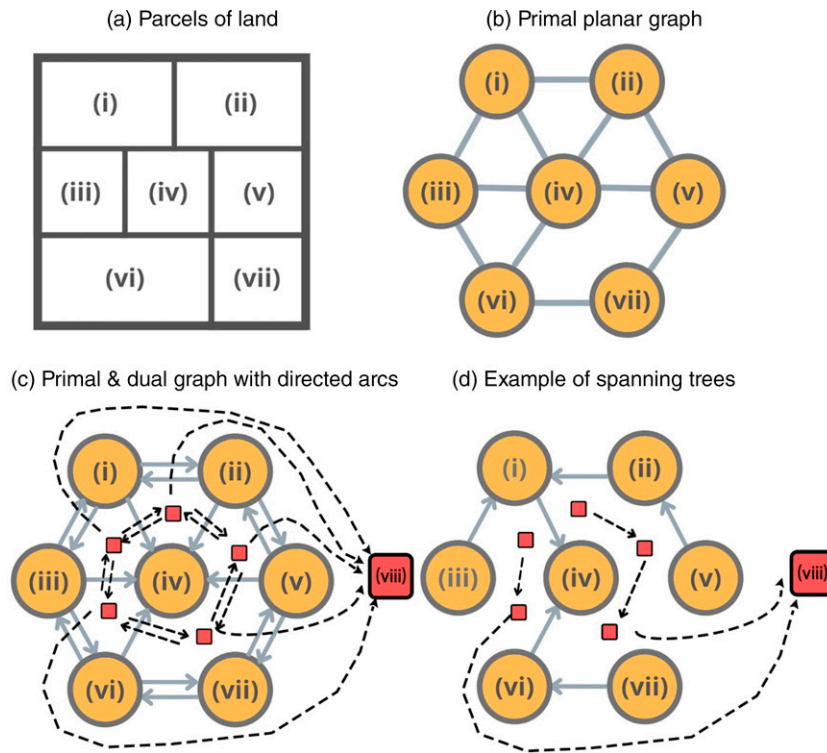 (a) Parcels of land
(b) Primal planar graph
(i)
(ii)
(iii)
(iv)
(v)
(vi)
(vii)
(i)
(ii)
(iii)
(iv)
(v)
(vi)
(vii)
(c) Primal & dual graph with directed arcs
(d) Example of spanning trees
(i)
(ii)
(iii)
(iv)
(v)
(viii)
(vi)
(vii)
(i)
(ii)
(iii)
(iv)
(v)
(viii)
(vi)
(vii)